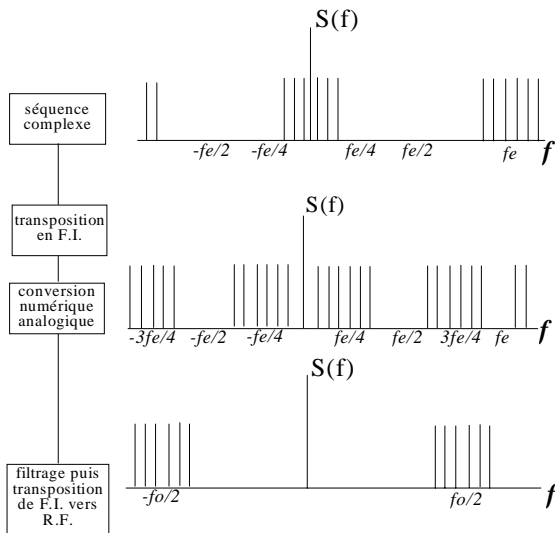 S(f)
séquence
complexe
-fe/2 -fe/4 fe/4 fe/2 fe f
transposition
en F.I.
S(f)
conversion
numérique
analogique
-3fe/4 -fe/2 -fe/4 fe/4 fe/2 3fe/4 fe f
S(f)
filtrage puis
transposition
de F.I. vers
R.F.
-fo/2 fo/2 f